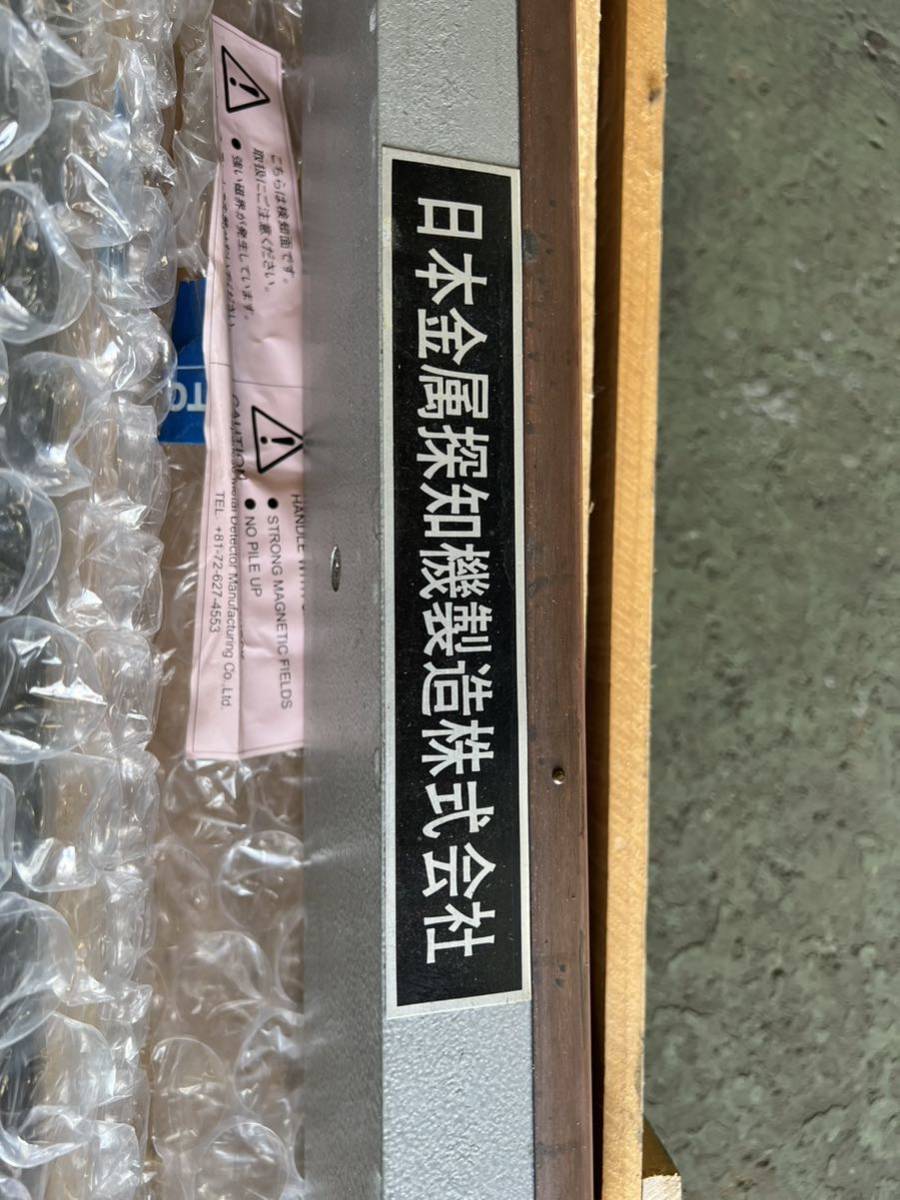 日本金属探知機製造株式会社
こちらは検知面です。
取扱にご注意ください。
●強い磁界が発生しています。
CAUTION
HANDLE
●STRONG MAGNETIC FIELDS
●NO PILE UP
Metal Detector Manufacturing Co.,Ltd.
TEL +81-72-627-4553